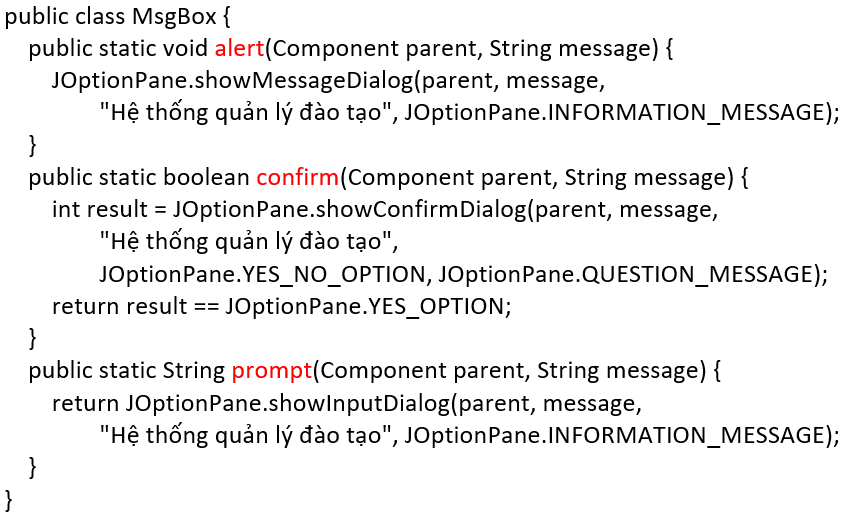 public class MsgBox {
public static void alert(Component parent, String message) {
JOptionPane.showMessageDialog(parent, message,
"Hệ thống quản lý đào tạo", JOptionPane.INFORMATION_MESSAGE);
}
public static boolean confirm(Component parent, String message) {
int result = JOptionPane.showConfirmDialog(parent, message,
"Hệ thống quản lý đào tạo",
JOptionPane.YES_NO_OPTION, JOptionPane.QUESTION_MESSAGE);
return result == JOptionPane.YES_OPTION;
}
public static String prompt(Component parent, String message) {
return JOptionPane.showInputDialog(parent, message,
"Hệ thống quản lý đào tạo", JOptionPane.INFORMATION_MESSAGE);
}
}